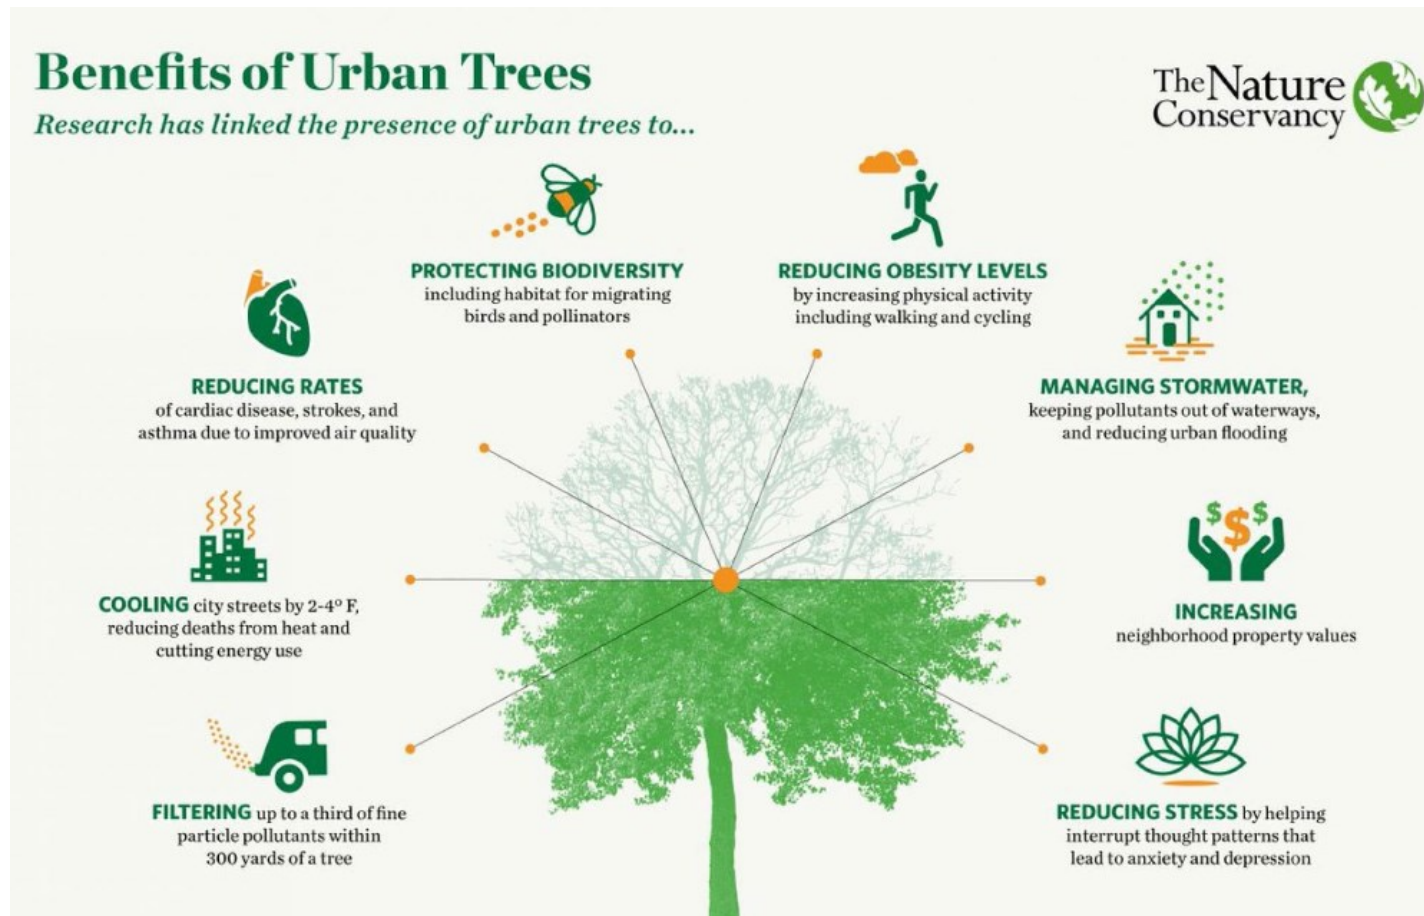 Benefits of Urban Trees
Research has linked the presence of urban trees to...
The Nature
Conservancy
PROTECTING BIODIVERSITY
including habitat for migrating
birds and pollinators
REDUCING OBESITY LEVELS
by increasing physical activity
including walking and cycling
REDUCING RATES
of cardiac disease, strokes, and
asthma due to improved air quality
MANAGING STORMWATER,
keeping pollutants out of waterways,
and reducing urban flooding
COOLING city streets by 2-4º F,
reducing deaths from heat and
cutting energy use
$ $ $
INCREASING
neighborhood property values
FILTERING up to a third of fine
particle pollutants within
300 yards of a tree
REDUCING STRESS by helping
interrupt thought patterns that
lead to anxiety and depression